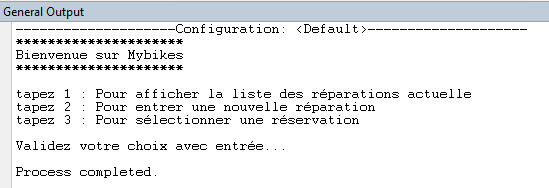 General Output
--------------------Configuration: <Default>--------------------
*********************
Bienvenue sur Mybikes
*********************
tapez 1 : Pour afficher la liste des réparations actuelle
tapez 2 : Pour entrer une nouvelle réparation
tapez 3 : Pour sélectionner une réservation
Validez votre choix avec entrée...
Process completed.